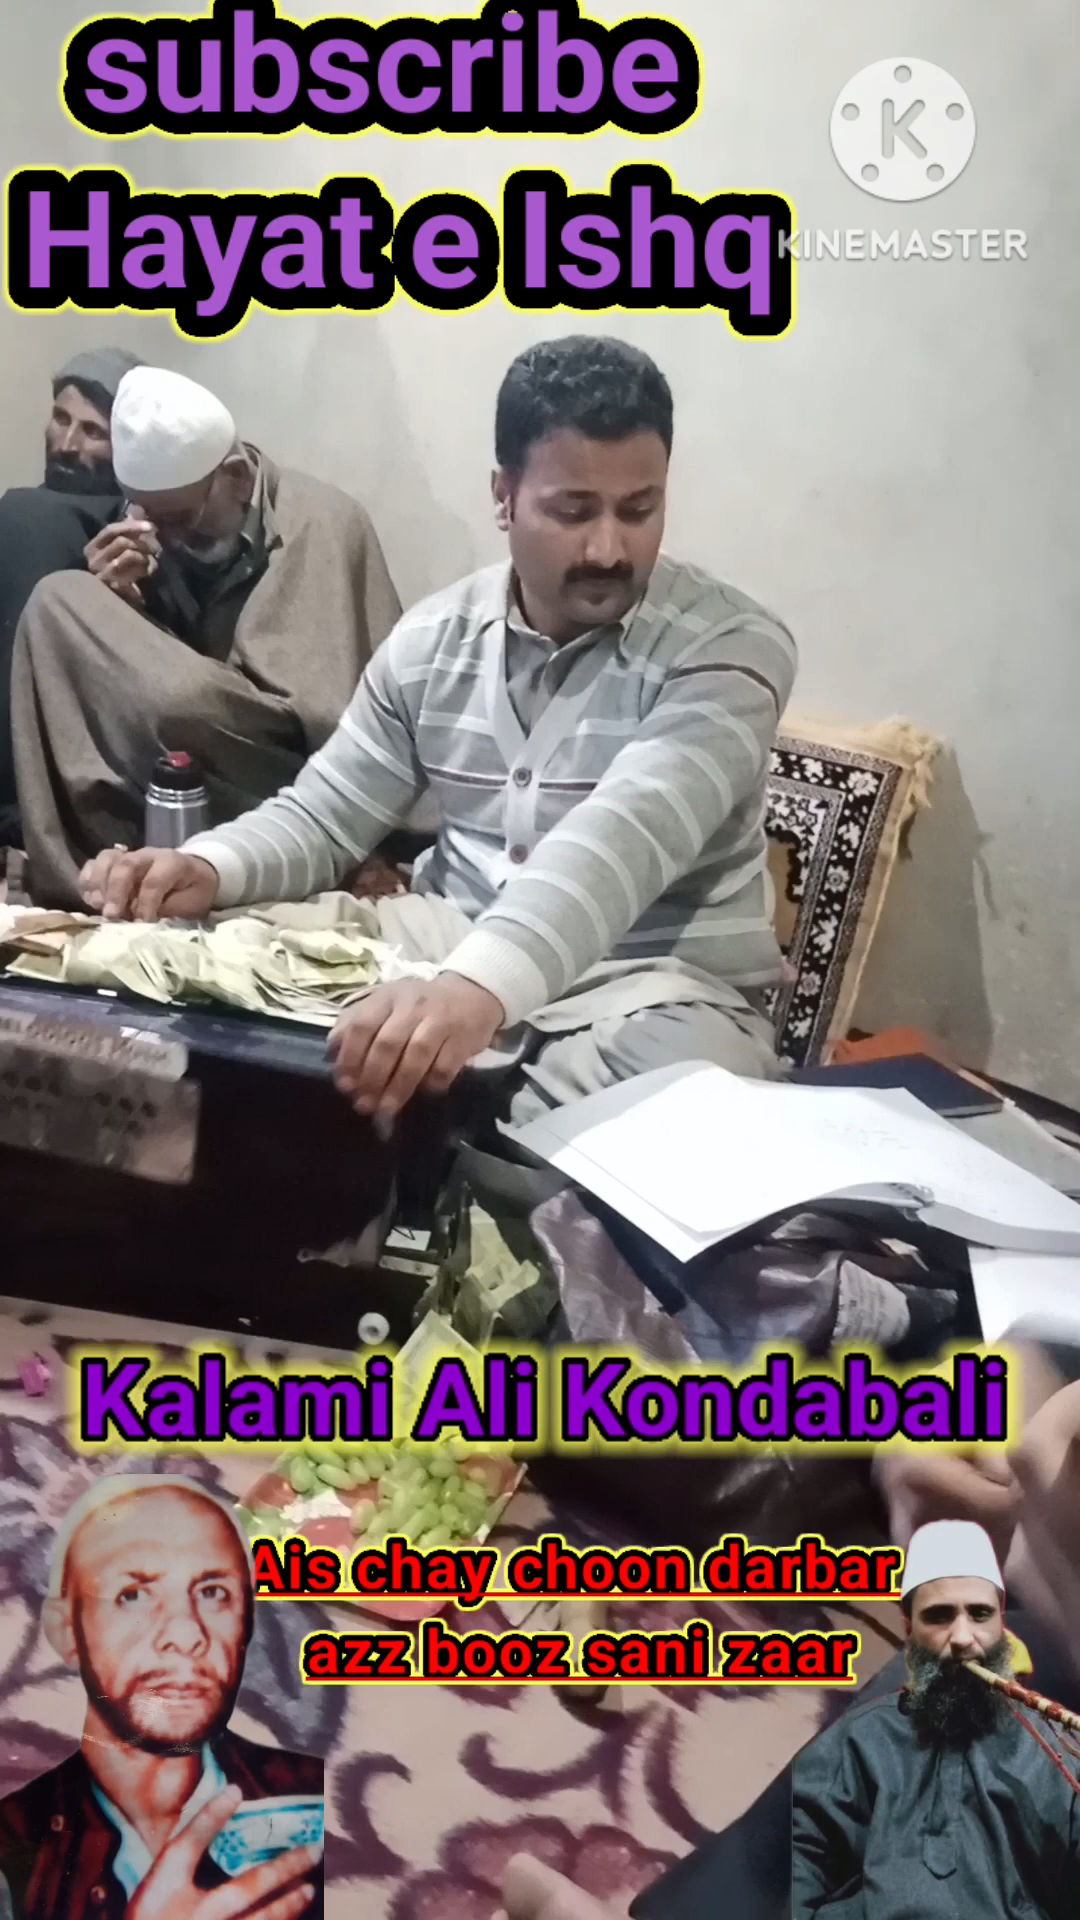 subscribe
Hayat e Ishq
K
KINEMASTER
Kalami Ali Kondabali
Ais chay choon darbar
azz booz sani zaar